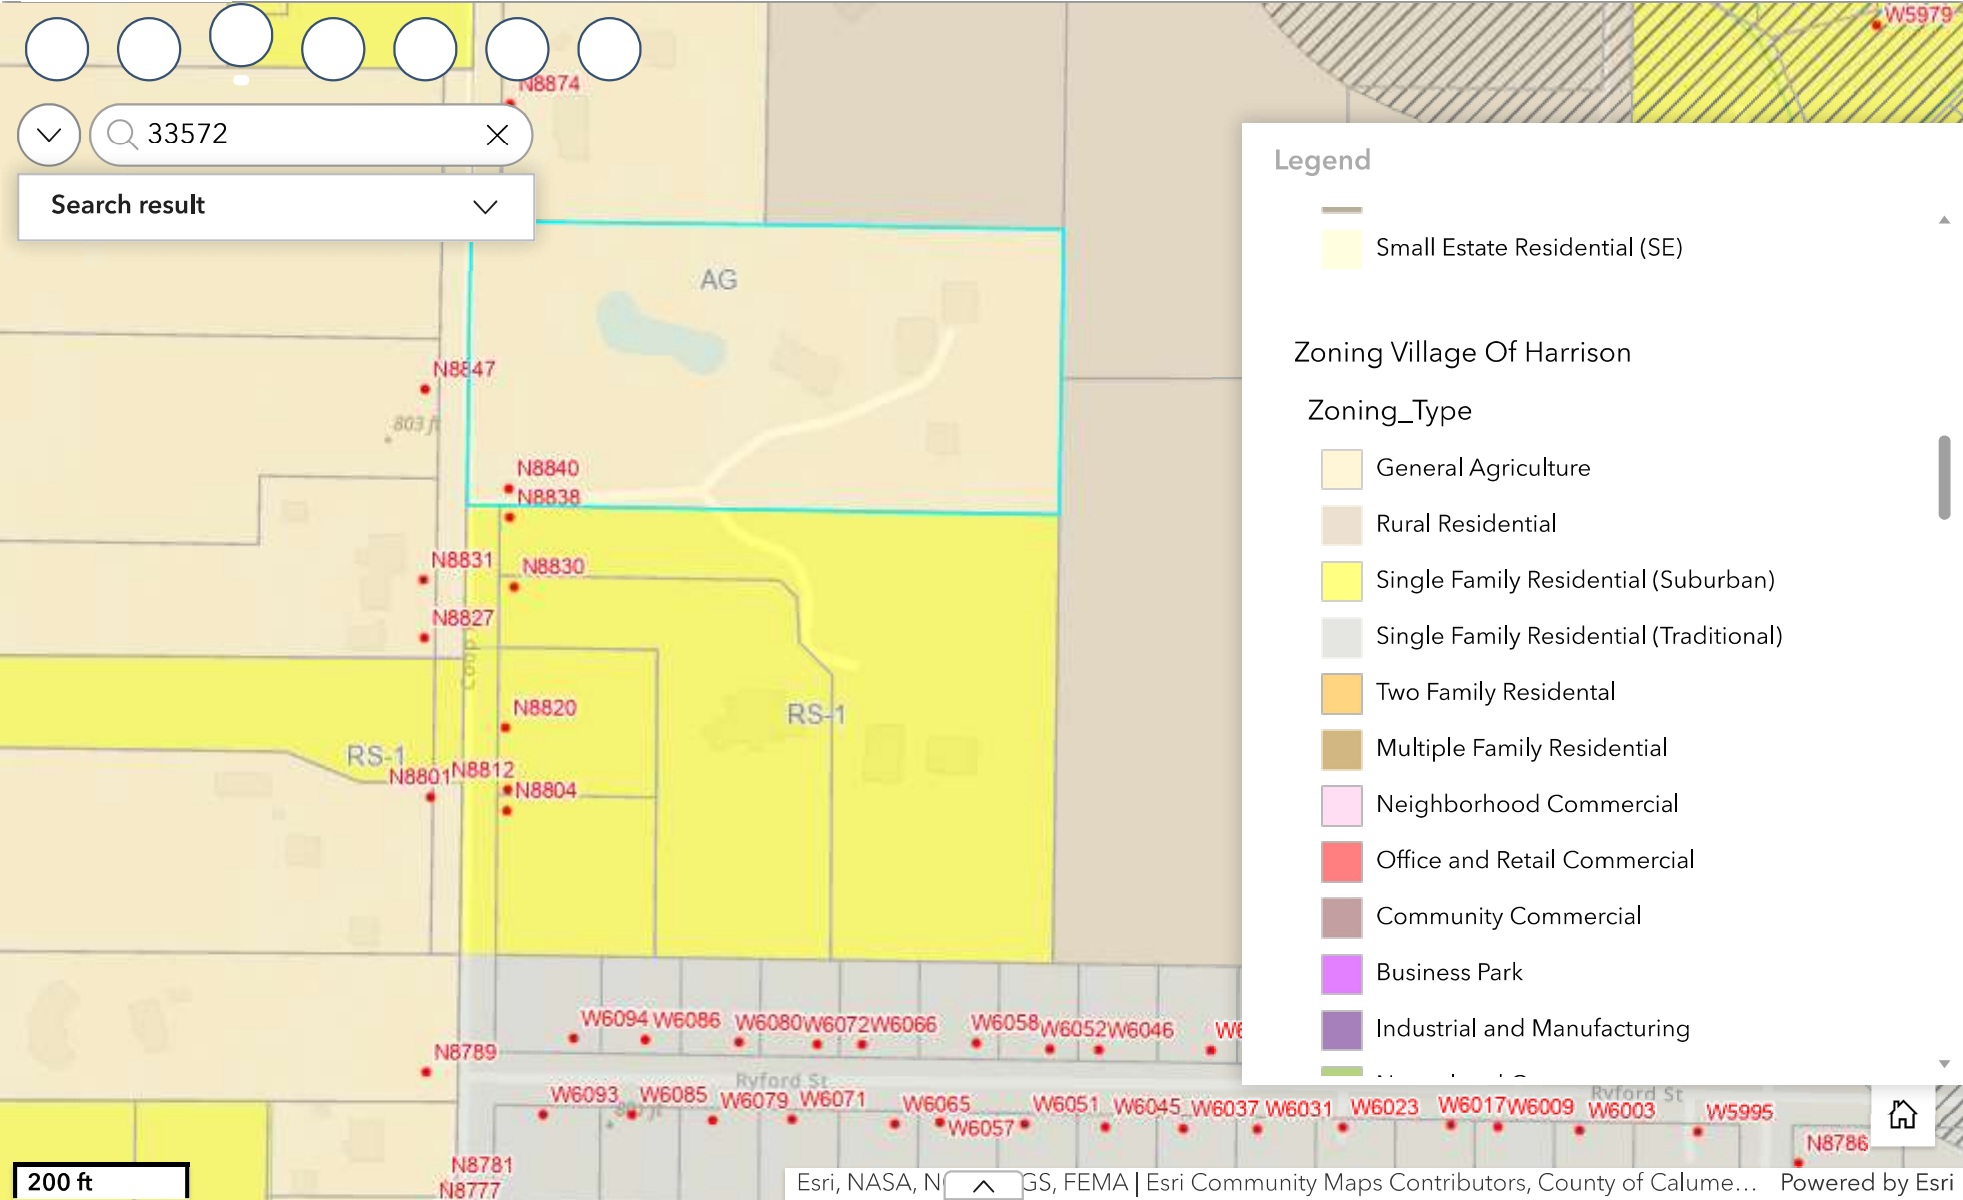 W5979
N8874
33572
Search result
Legend
Small Estate Residential (SE)
AG
Zoning Village Of Harrison
N8847
Zoning_Type
803 ft
N8840
General Agriculture
N8838
Rural Residential
N8831
N8830
Single Family Residential (Suburban)
N8827
Single Family Residential (Traditional)
Coop
Two Family Residental
N8820
RS-1
RS-1
Multiple Family Residential
N8801
N8812
N8804
Neighborhood Commercial
Office and Retail Commercial
Community Commercial
Business Park
W6094 W6086 W6080 W6072 W6066 W6058 W6052 W6046 W6
Industrial and Manufacturing
N8789
Ryford St
Ryford St
W6093 W6085 W6079 W6071 W6065 W6057 W6051 W6045 W6037 W6031 W6023 W6017 W6009 W6003 W5995
N8786
N8781
N8777
200 ft
Esri, NASA, N GS, FEMA | Esri Community Maps Contributors, County of Calume... Powered by Esri